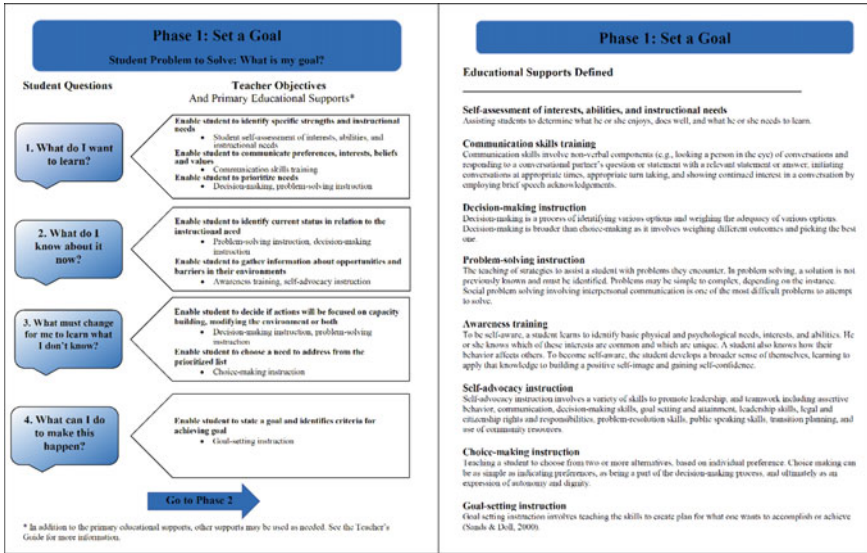 Phase 1: Set a Goal
Student Problem to Solve: What is my goal?
Student Questions
Teacher Objectives
And Primary Educational Supports*
1. What do I want
to learn?
Enable student to identify specific strengths and instructional
needs
• Student self-assessment of interests, abilities, and
instructional needs
Enable student to communicate preferences, interests, beliefs
and values
• Communication skills training
Enable student to prioritize needs
• Decision-making, problem-solving instruction
2. What do I
know about it
now?
Enable student to identify current status in relation to the
instructional need
• Problem-solving instruction, decision-making
instruction
Enable student to gather information about opportunities and
barriers in their environments
• Awareness training, self-advocacy instruction
3. What must change
for me to learn what
I don't know?
Enable student to decide if actions will be focused on capacity
building, modifying the environment or both
• Decision-making instruction, problem-solving
instruction
Enable student to choose a need to address from the
prioritized list
• Choice-making instruction
4. What can I do
to make this
happen?
Enable student to state a goal and identifies criteria for
achieving goal
• Goal-setting instruction
Go to Phase 2
* In addition to the primary educational supports, other supports may be used as needed. See the Teacher's
Guide for more information.
Phase 1: Set a Goal
Educational Supports Defined
Self-assessment of interests, abilities, and instructional needs
Assisting students to determine what he or she enjoys, does well, and what he or she needs to learn.
Communication skills training
Communication skills involve non-verbal components (e.g., looking a person in the eye) of conversations and
responding to a conversational partner's question or statement with a relevant statement or answer, initiating
conversations at appropriate times, appropriate turn taking, and showing continued interest in a conversation by
employing brief speech acknowledgements.
Decision-making instruction
Decision-making is a process of identifying various options and weighing the adequacy of various options.
Decision-making is broader than choice-making as it involves weighing different outcomes and picking the best
one.
Problem-solving instruction
The teaching of strategies to assist a student with problems they encounter. In problem solving, a solution is not
previously known and must be identified. Problems may be simple to complex, depending on the instance.
Social problem solving involving interpersonal communication is one of the most difficult problems to attempt
to solve.
Awareness training
To be self-aware, a student learns to identify basic physical and psychological needs, interests, and abilities. He
or she knows which of these interests are common and which are unique. A student also knows how their
behavior affects others. To become self-aware, the student develops a broader sense of themselves, learning to
apply that knowledge to building a positive self-image and gaining self-confidence.
Self-advocacy instruction
Self-advocacy instruction involves a variety of skills to promote leadership, and teamwork including assertive
behavior, communication, decision-making skills, goal setting and attainment, leadership skills, legal and
citizenship rights and responsibilities, problem-resolution skills, public speaking skills, transition planning, and
use of community resources.
Choice-making instruction
Teaching a student to choose from two or more alternatives, based on individual preference. Choice making can
be as simple as indicating preferences, as being a part of the decision-making process, and ultimately as an
expression of autonomy and dignity.
Goal-setting instruction
Goal setting instruction involves teaching the skills to create plan for what one wants to accomplish or achieve
(Sands & Doll, 2000).